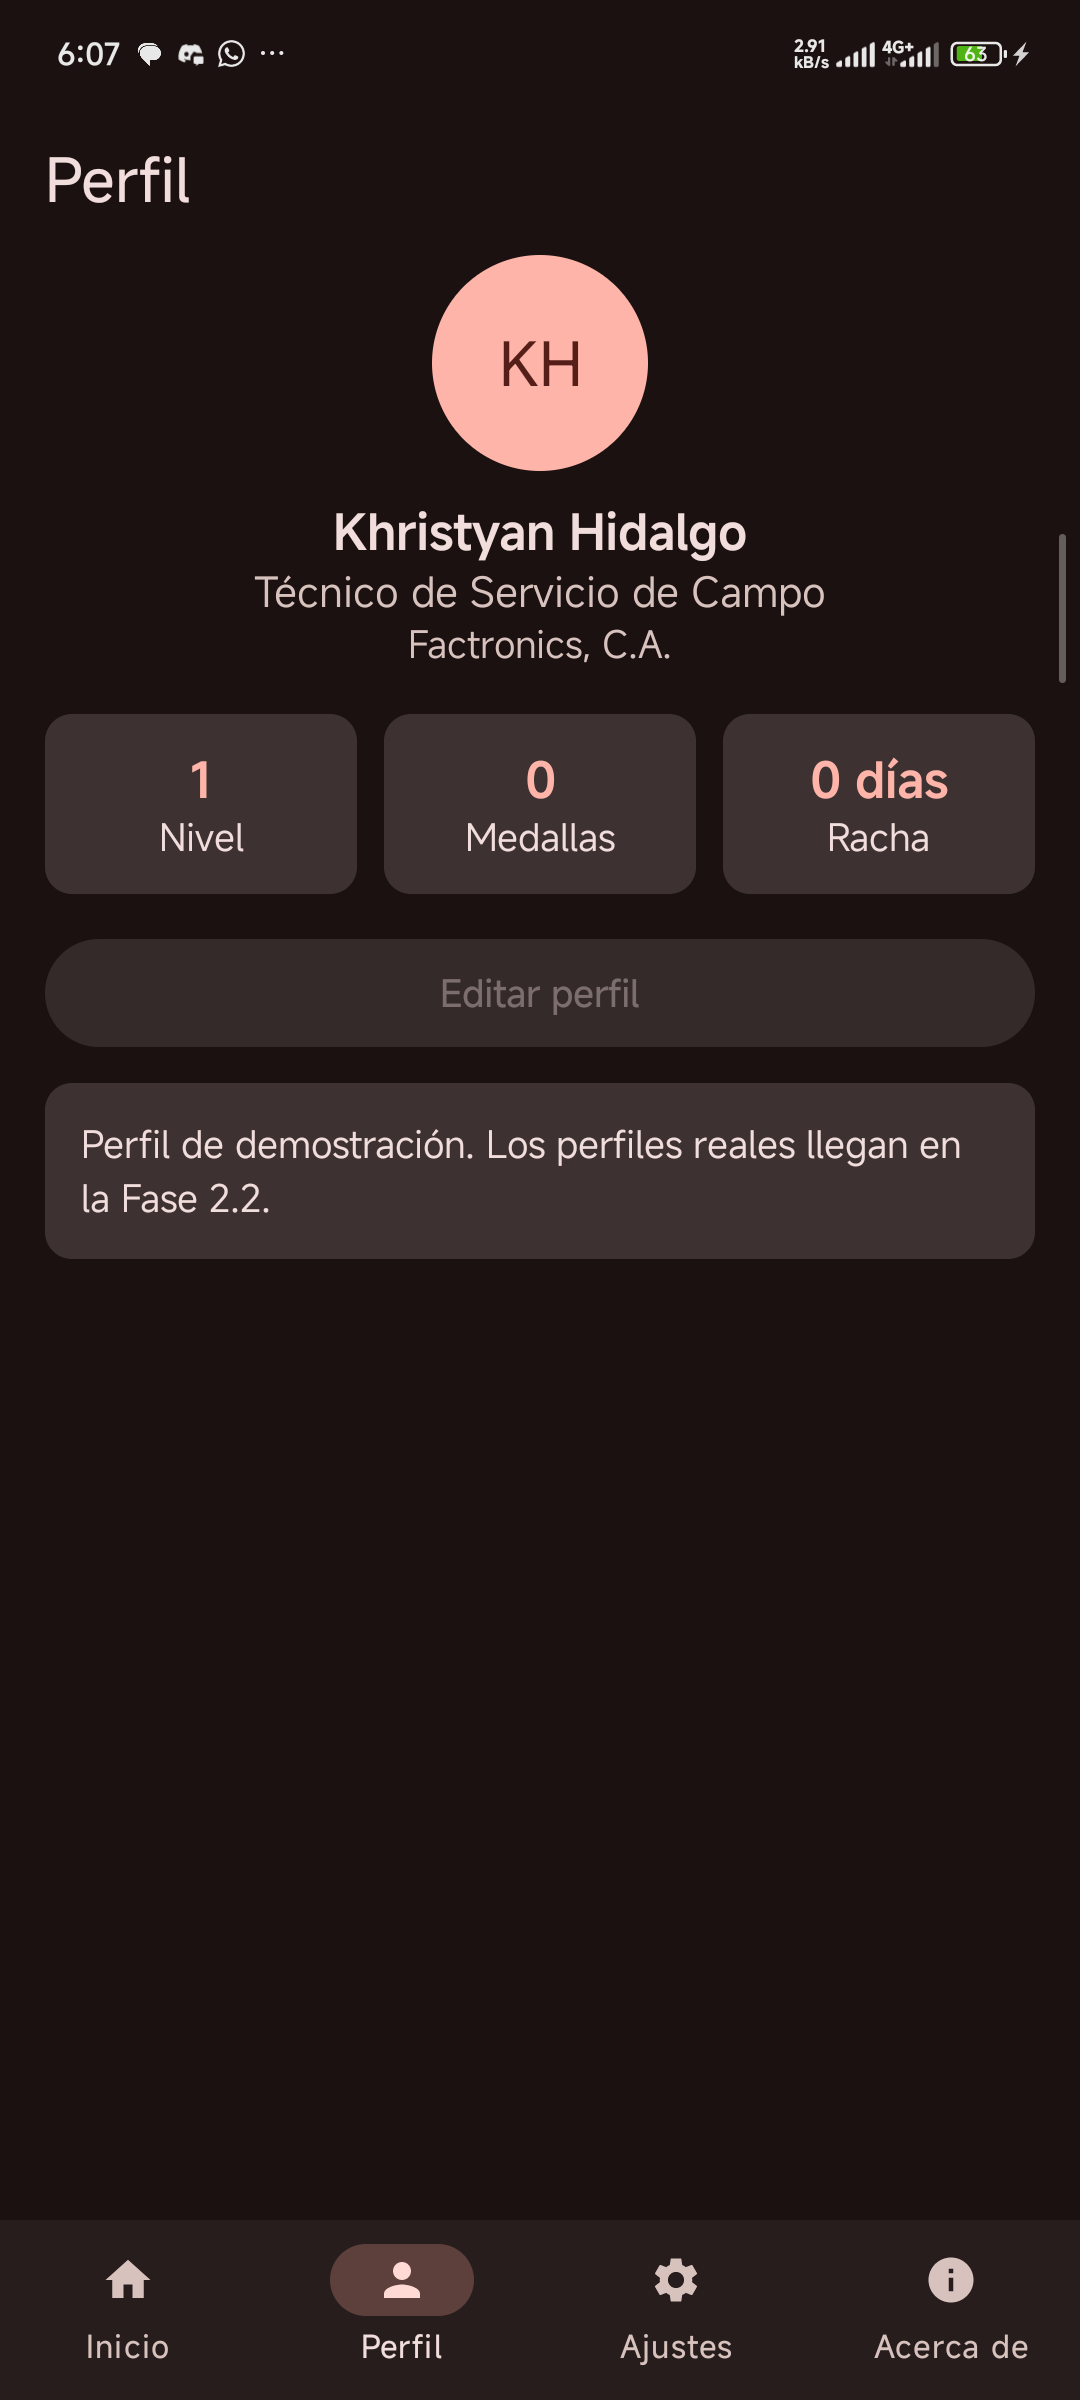 6:07
2.91 kB/s 4G+ 63
Perfil
KH
Khristyan Hidalgo
Técnico de Servicio de Campo
Factronics, C.A.
1
Nivel
0
Medallas
0 días
Racha
Editar perfil
Perfil de demostración. Los perfiles reales llegan en
la Fase 2.2.
Inicio
Perfil
Ajustes
Acerca de